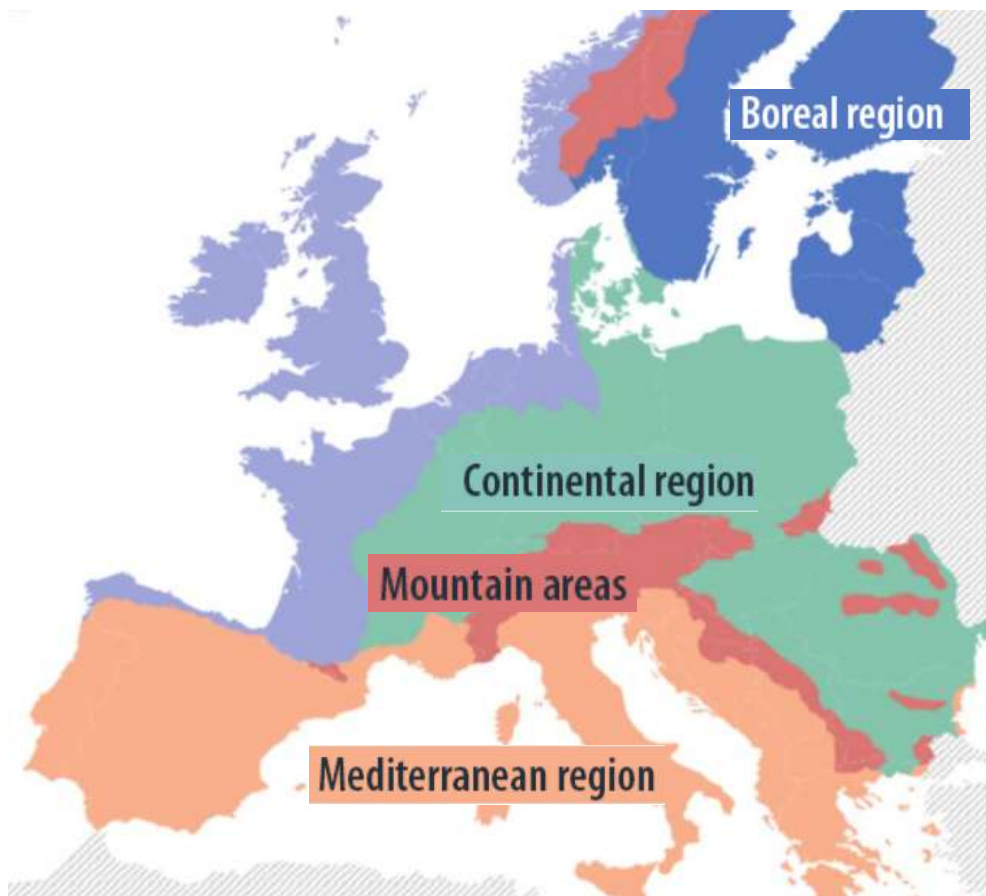 Boreal region
Continental region
Mountain areas
Mediterranean region